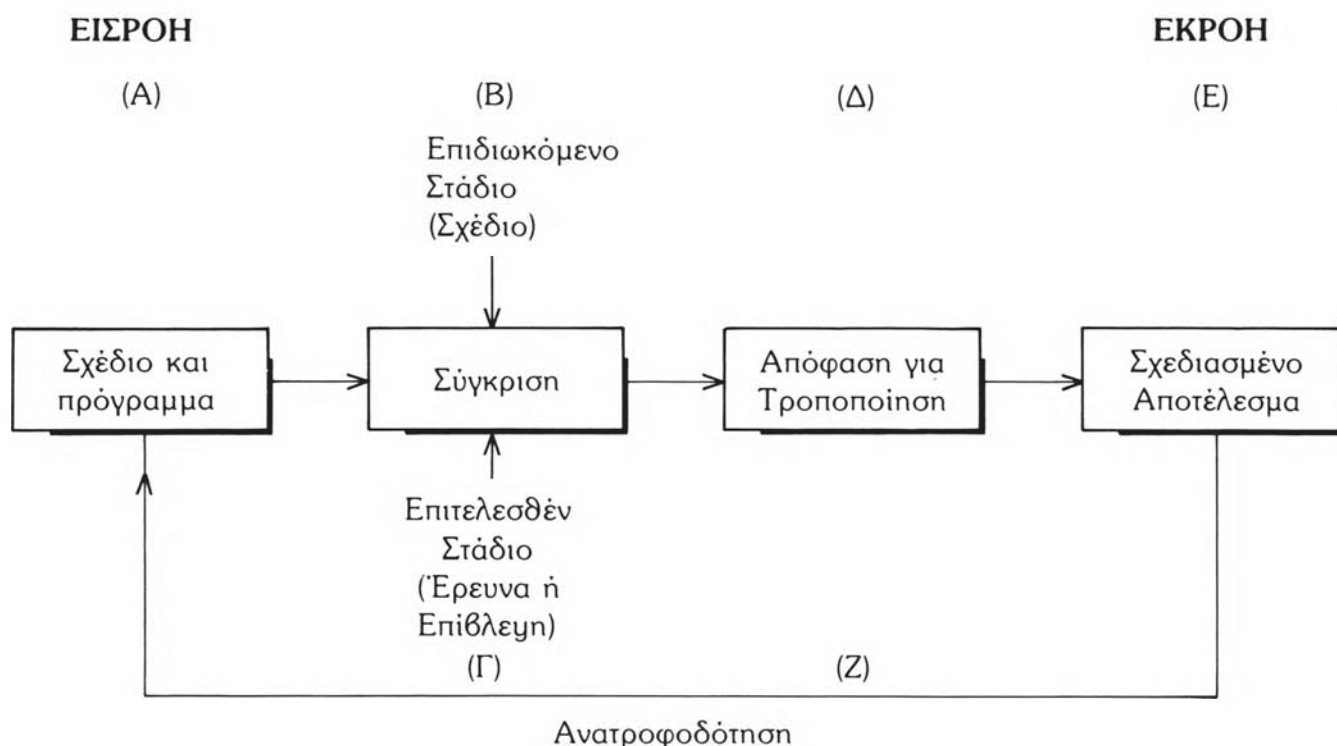 ΕΙΣΡΟΗ
ΕΚΡΟΗ
(Α)
(Β)
(Δ)
(Ε)
Επιδιωκόμενο
Στάδιο
(Σχέδιο)
Σχέδιο και
πρόγραμμα
Σύγκριση
Απόφαση για
Τροποποίηση
Σχεδιασμένο
Αποτέλεσμα
Επιτελεσθέν
Στάδιο
(Έρευνα ή
Επίβλεψη)
(Γ)
(Ζ)
Ανατροφοδότηση